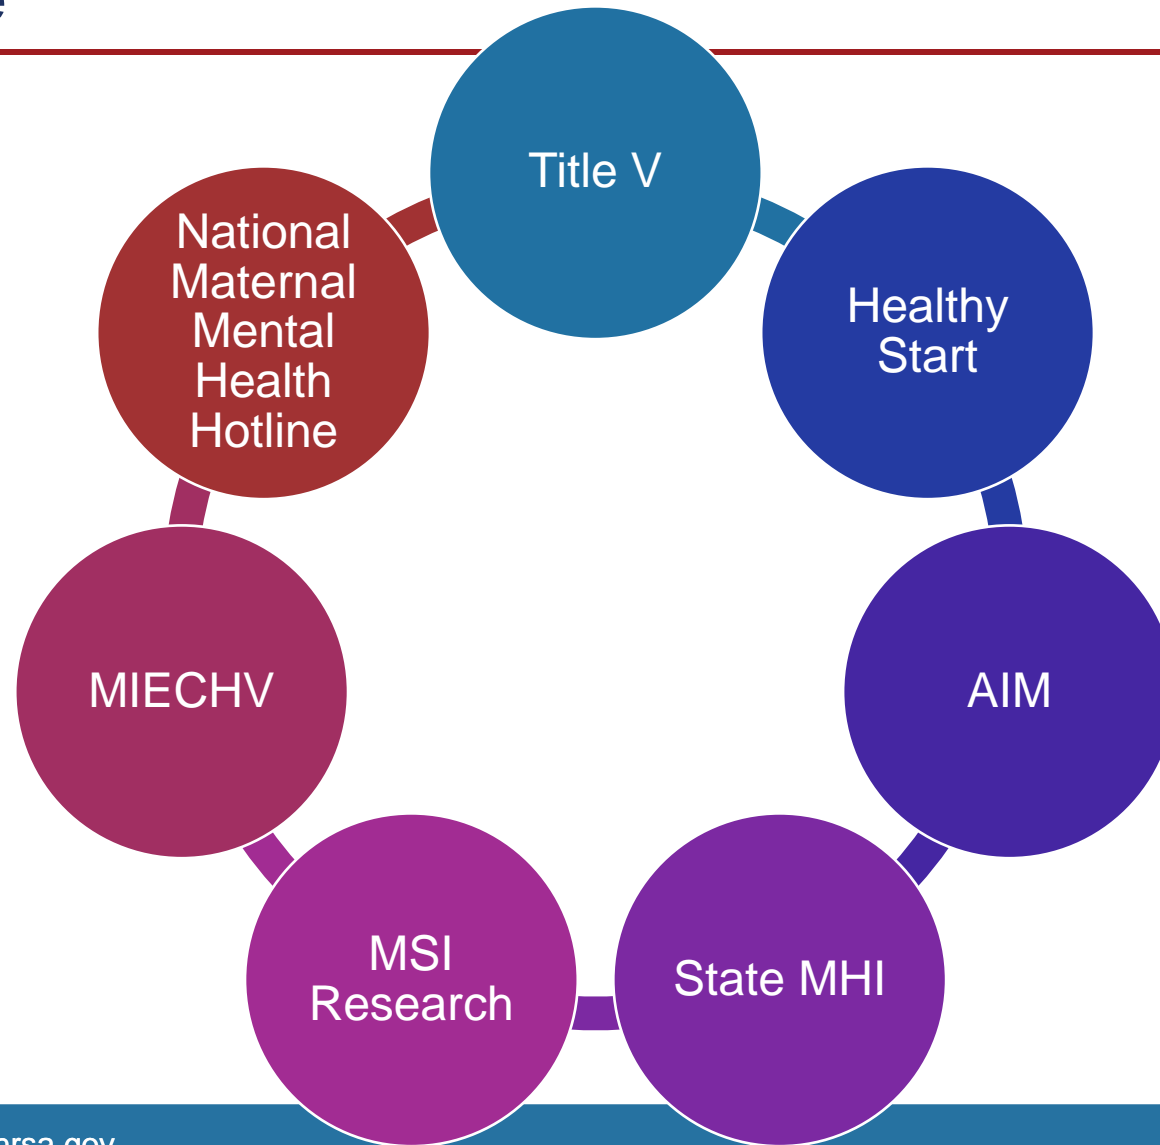 Title V
Healthy
Start
AIM
State MHI
MSI
Research
MIECHV
National
Maternal
Mental
Health
Hotline